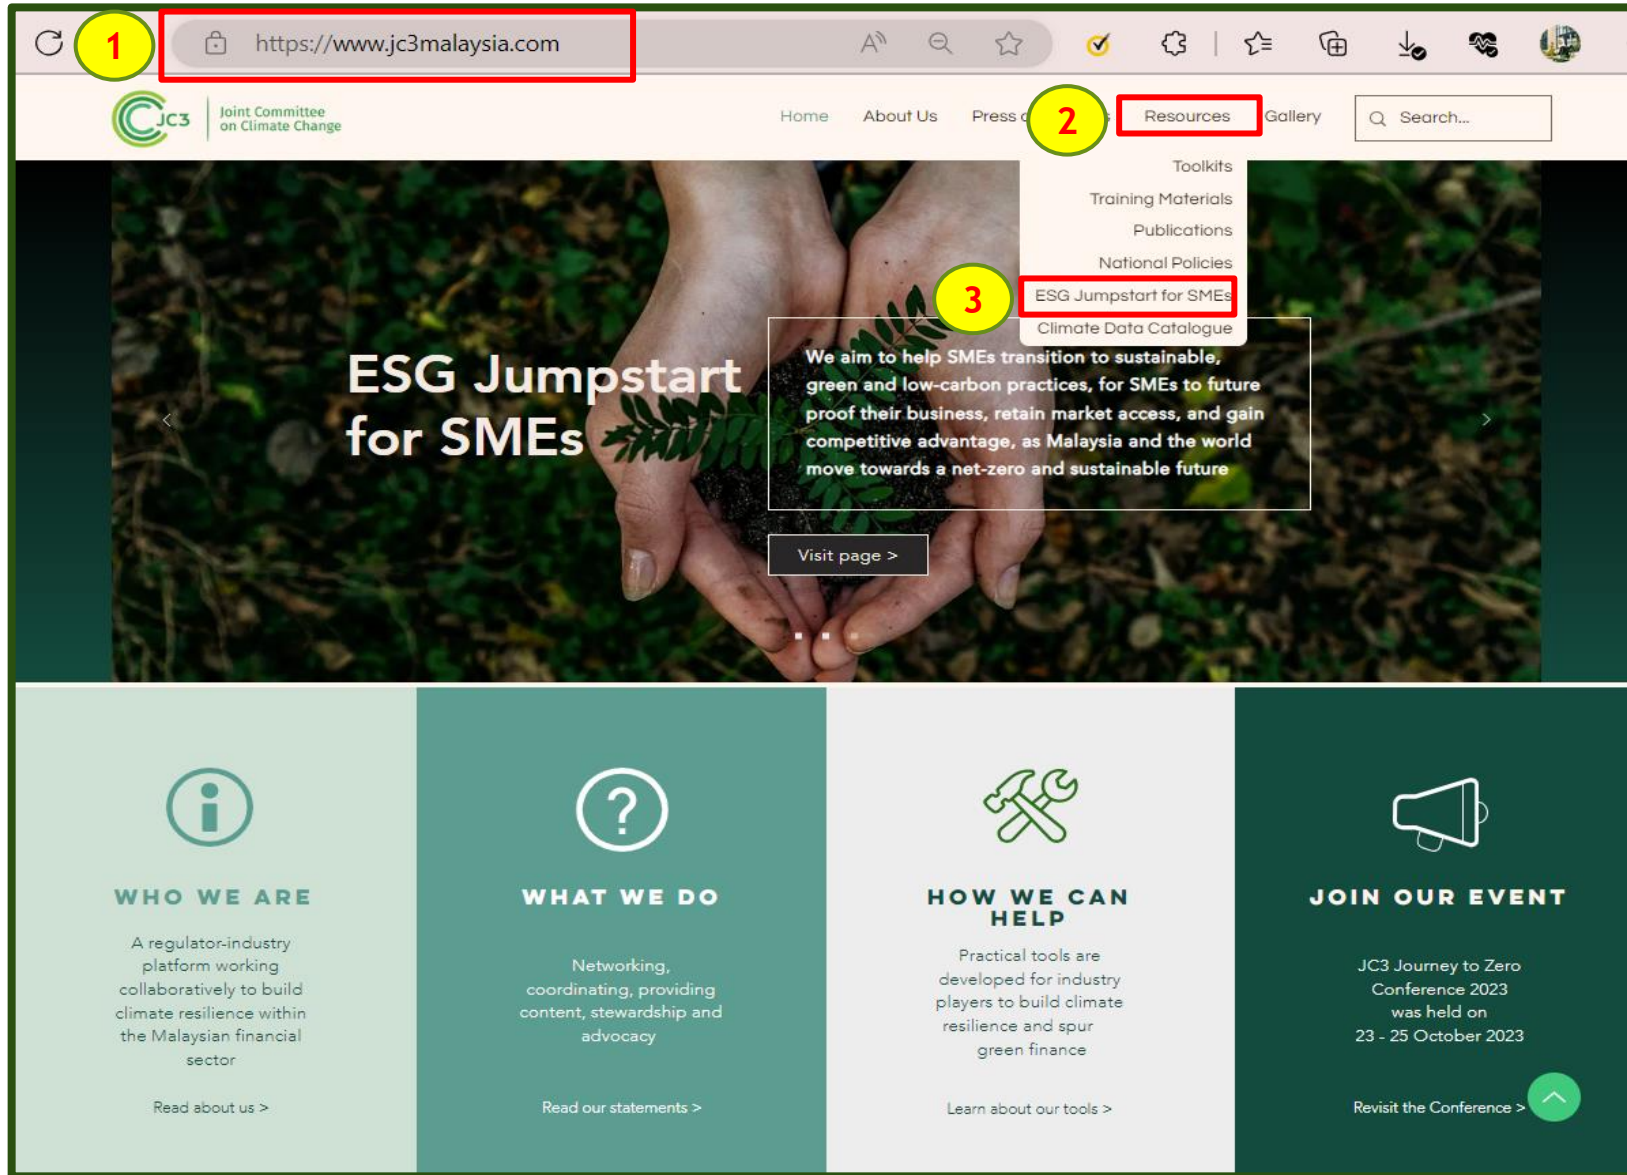 1
https://www.jc3malaysia.com
JC3
Joint Committee
on Climate Change
Home
About Us
Press
2
s
Resources
Gallery
Search...
Toolkits
Training Materials
Publications
National Policies
3
ESG Jumpstart for SMEs
Climate Data Catalogue
ESG Jumpstart
for SMEs
We aim to help SMEs transition to sustainable,
green and low-carbon practices, for SMEs to future
proof their business, retain market access, and gain
competitive advantage, as Malaysia and the world
move towards a net-zero and sustainable future
Visit page >
WHO WE ARE
A regulator-industry
platform working
collaboratively to build
climate resilience within
the Malaysian financial
sector
Read about us >
WHAT WE DO
Networking,
coordinating, providing
content, stewardship and
advocacy
Read our statements >
HOW WE CAN
HELP
Practical tools are
developed for industry
players to build climate
resilience and spur
green finance
Learn about our tools >
JOIN OUR EVENT
JC3 Journey to Zero
Conference 2023
was held on
23 - 25 October 2023
Revisit the Conference >